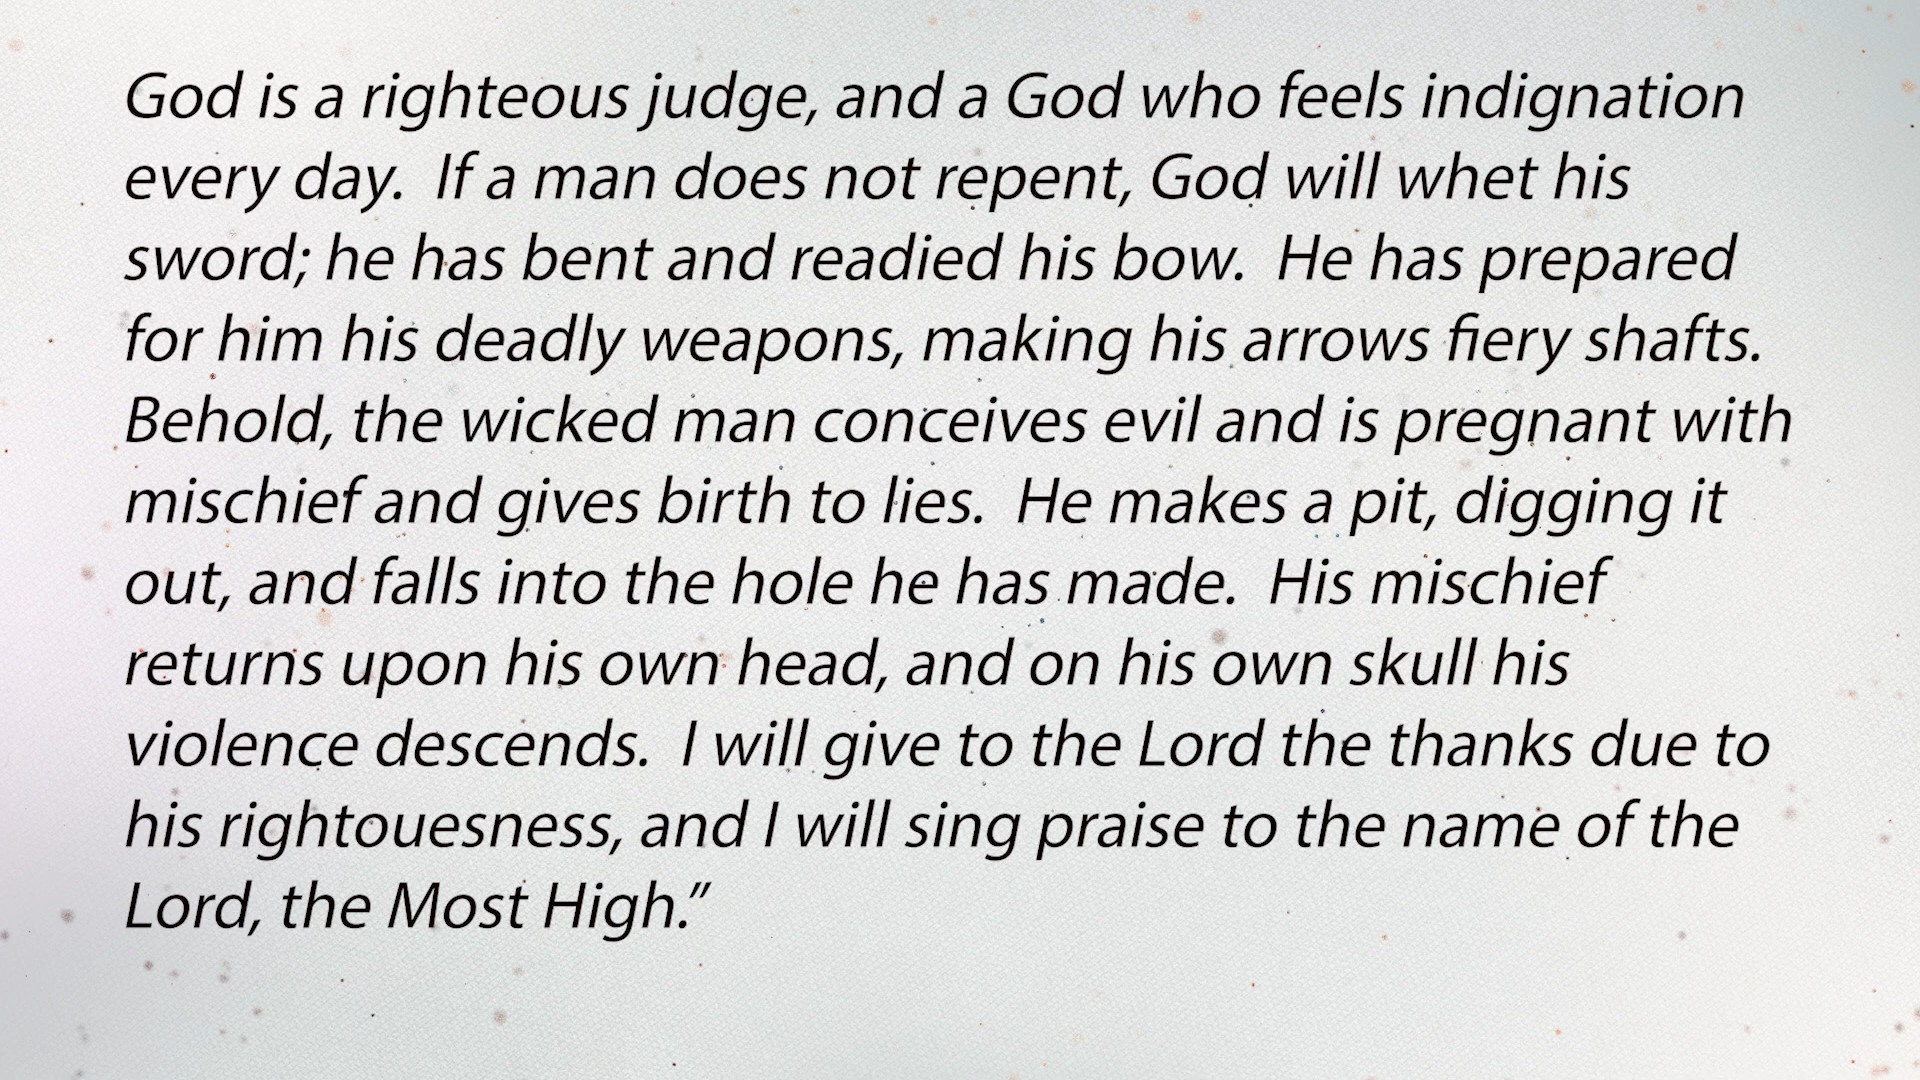 God is a righteous judge, and a God who feels indignation
every day.  If a man does not repent, God will whet his
sword; he has bent and readied his bow.  He has prepared
for him his deadly weapons, making his arrows fiery shafts.
Behold, the wicked man conceives evil and is pregnant with
mischief and gives birth to lies.  He makes a pit, digging it
out, and falls into the hole he has made.  His mischief
returns upon his own head, and on his own skull his
violence descends.  I will give to the Lord the thanks due to
his rightouesness, and I will sing praise to the name of the
Lord, the Most High.”